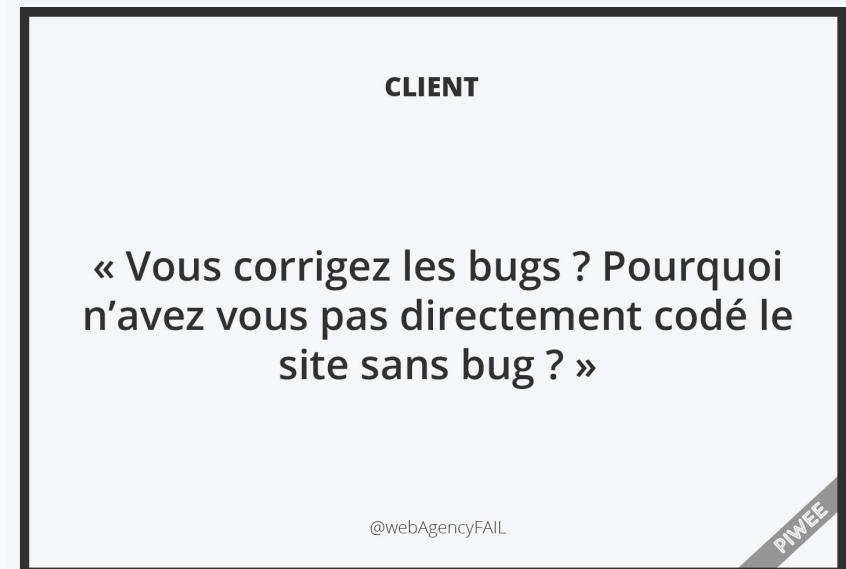 CLIENT
« Vous corrigez les bugs ? Pourquoi
n’avez vous pas directement codé le
site sans bug ? »
@webAgencyFAIL
PIWEE